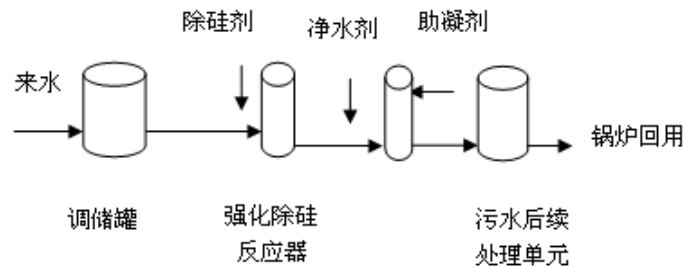 除硅剂
净水剂
助凝剂
来水
锅炉回用
调储罐
强化除硅
反应器
污水后续
处理单元